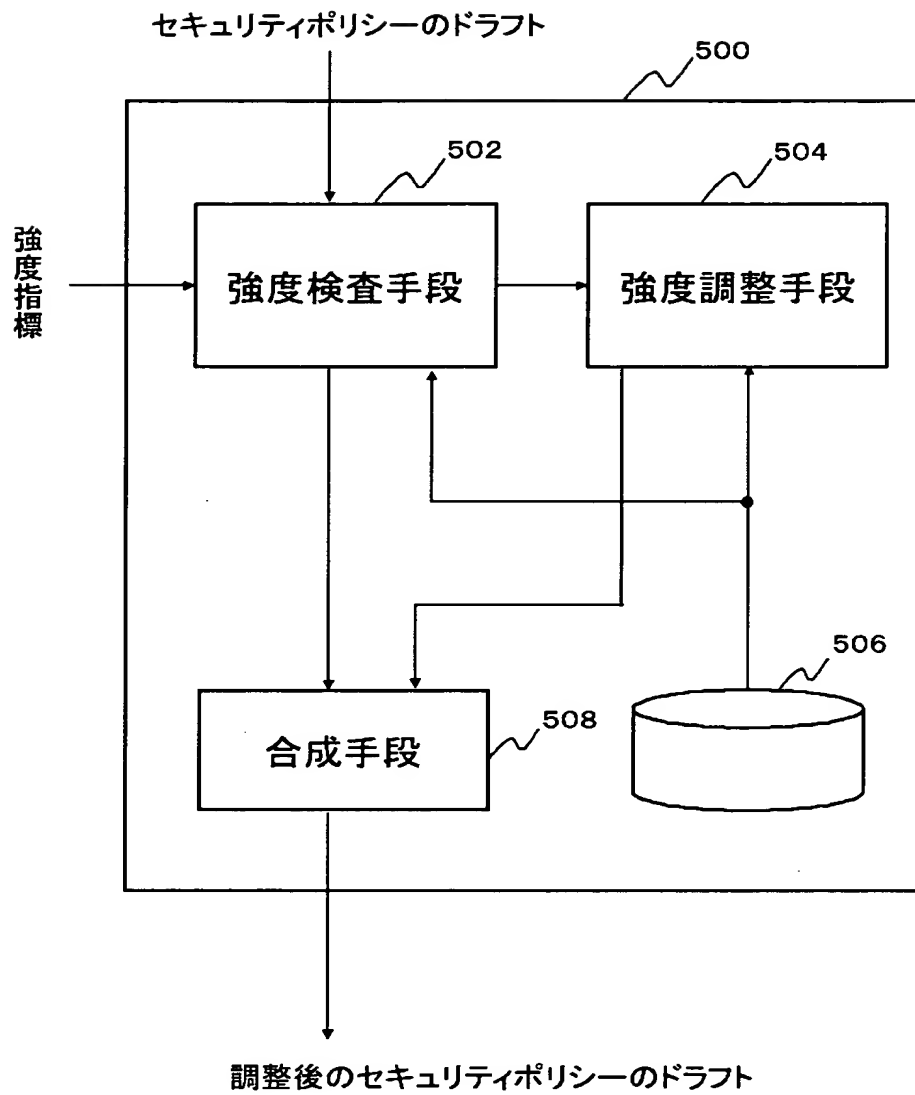 セキュリティポリシーのドラフト
500
502
504
強度指標
強度検査手段
強度調整手段
506
508
合成手段
調整後のセキュリティポリシーのドラフト